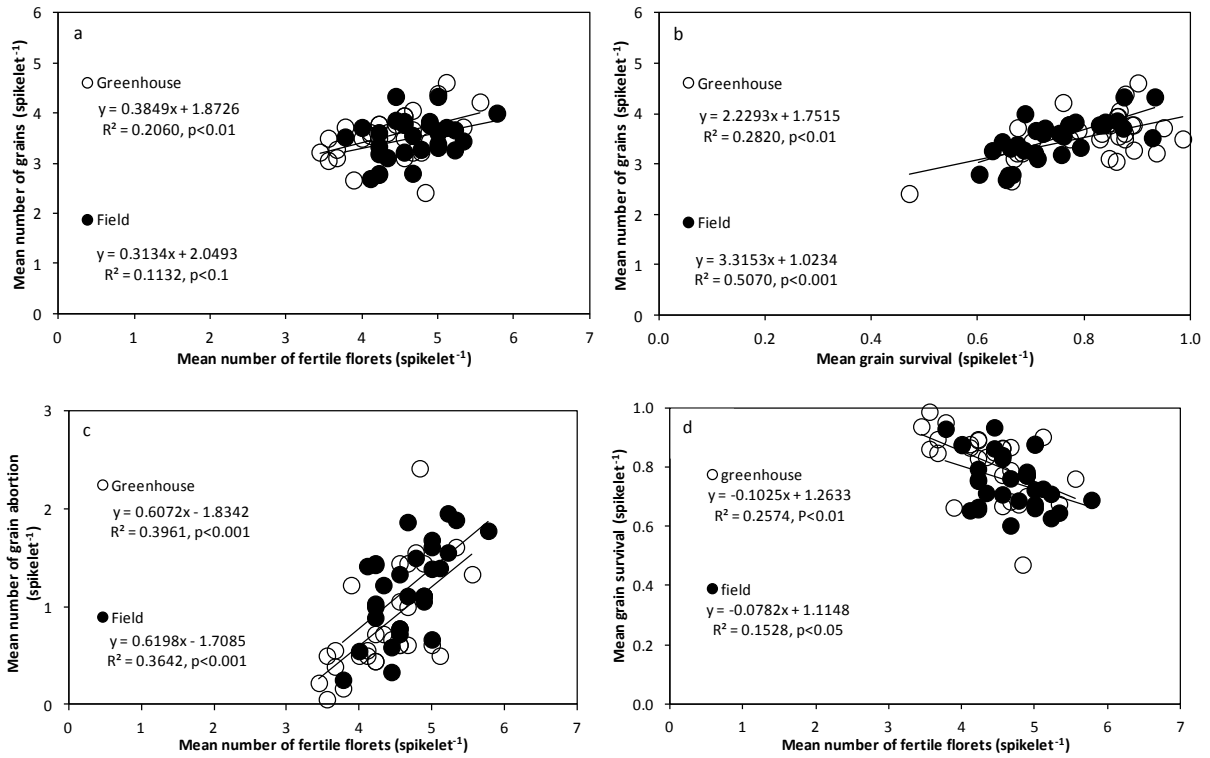 a
Greenhouse
y = 0.3849x + 1.8726
R² = 0.2060, p<0.01
Field
y = 0.3134x + 2.0493
R² = 0.1132, p<0.1
6
5
4
3
2
1
0
0 1 2 3 4 5 6 7
Mean number of grains (spikelet⁻¹)
Mean number of fertile florets (spikelet⁻¹)
b
Greenhouse
y = 2.2293x + 1.7515
R² = 0.2820, p<0.01
Field
y = 3.3153x + 1.0234
R² = 0.5070, p<0.001
6
5
4
3
2
1
0
0.0 0.2 0.4 0.6 0.8 1.0
Mean number of grains (spikelet⁻¹)
Mean grain survival (spikelet⁻¹)
c
Greenhouse
y = 0.6072x - 1.8342
R² = 0.3961, p<0.001
Field
y = 0.6198x - 1.7085
R² = 0.3642, p<0.001
3
2
1
0
0 1 2 3 4 5 6 7
Mean number of grain abortion
(spikelet⁻¹)
Mean number of fertile florets (spikelet⁻¹)
d
greenhouse
y = -0.1025x + 1.2633
R² = 0.2574, P<0.01
field
y = -0.0782x + 1.1148
R² = 0.1528, p<0.05
1.0
0.8
0.6
0.4
0.2
0.0
0 1 2 3 4 5 6 7
Mean grain survival (spikelet⁻¹)
Mean number of fertile florets (spikelet⁻¹)